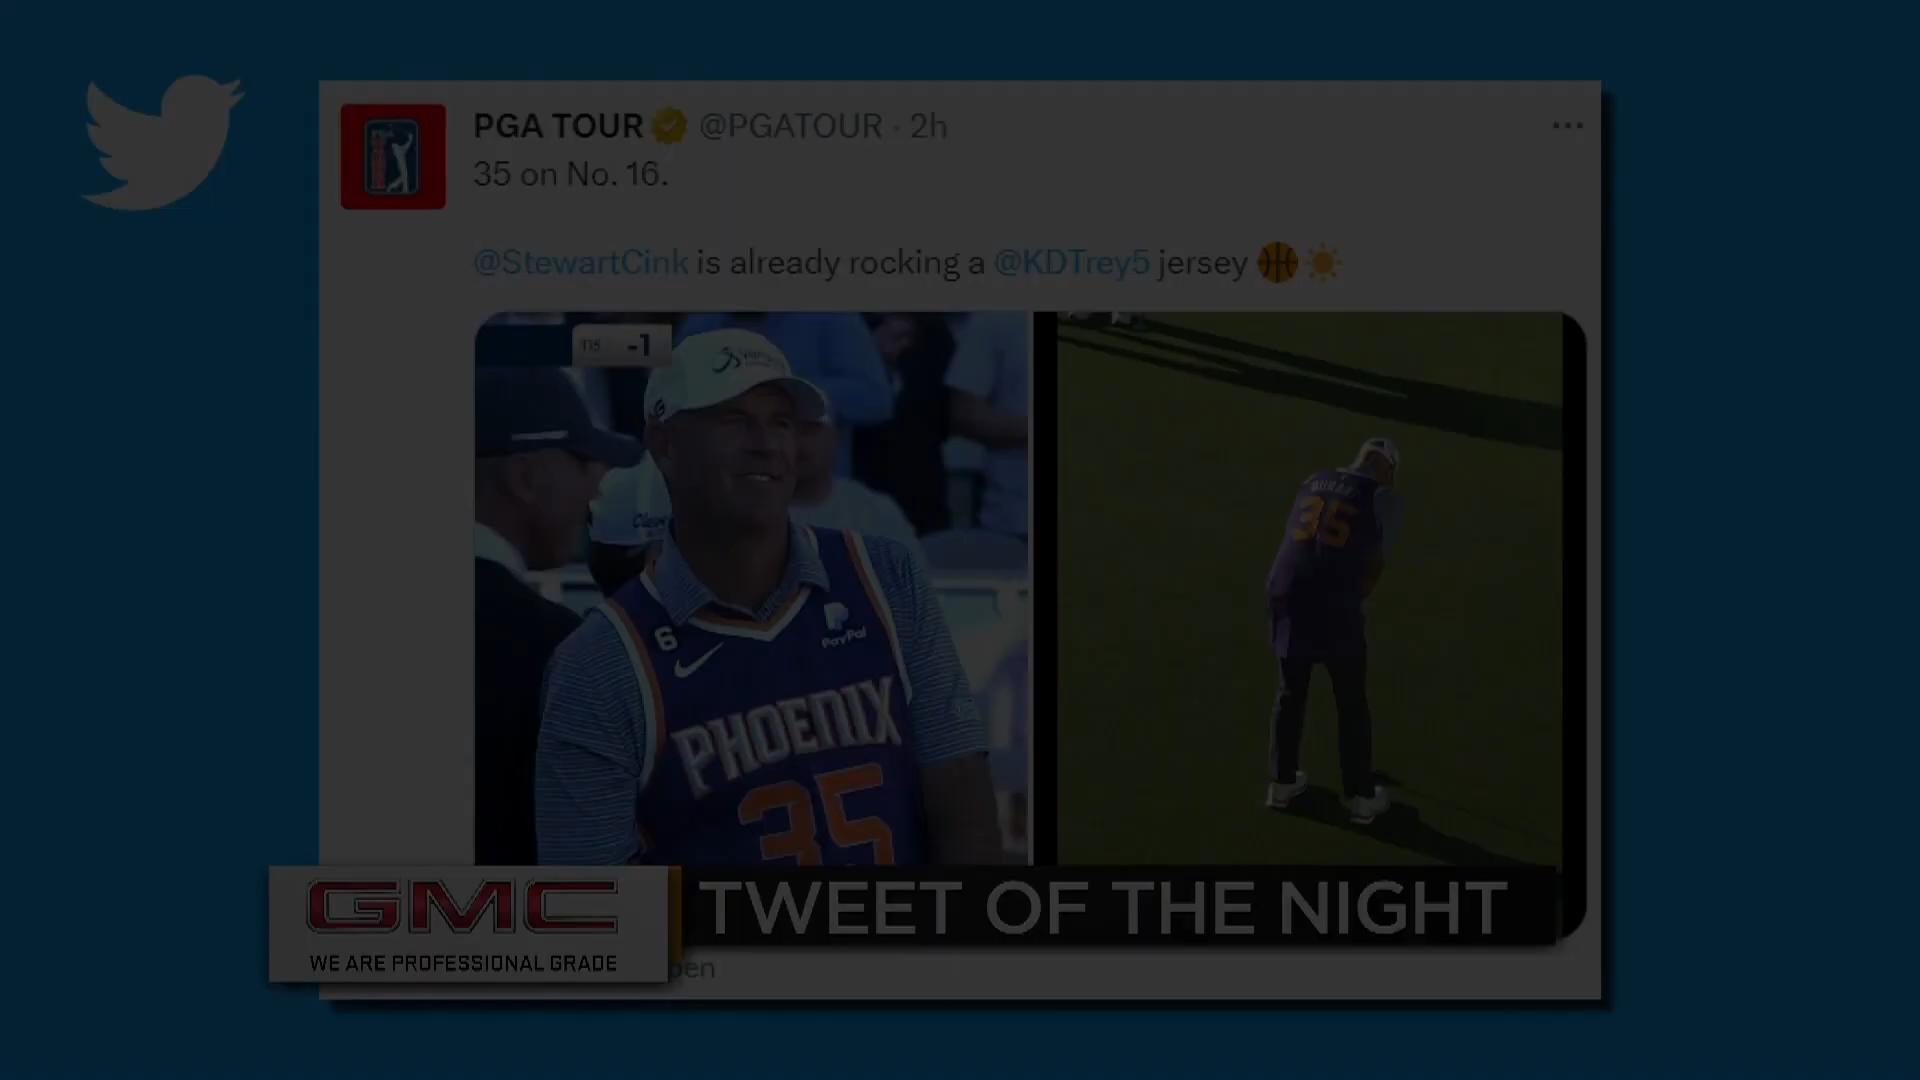 PGA TOUR @PGATOUR · 2h
35 on No. 16.
@StewartCink is already rocking a @KDTrey5 jersey
-1
6
PayPal
PHOENIX
35
35
GMC
WE ARE PROFESSIONAL GRADE
TWEET OF THE NIGHT